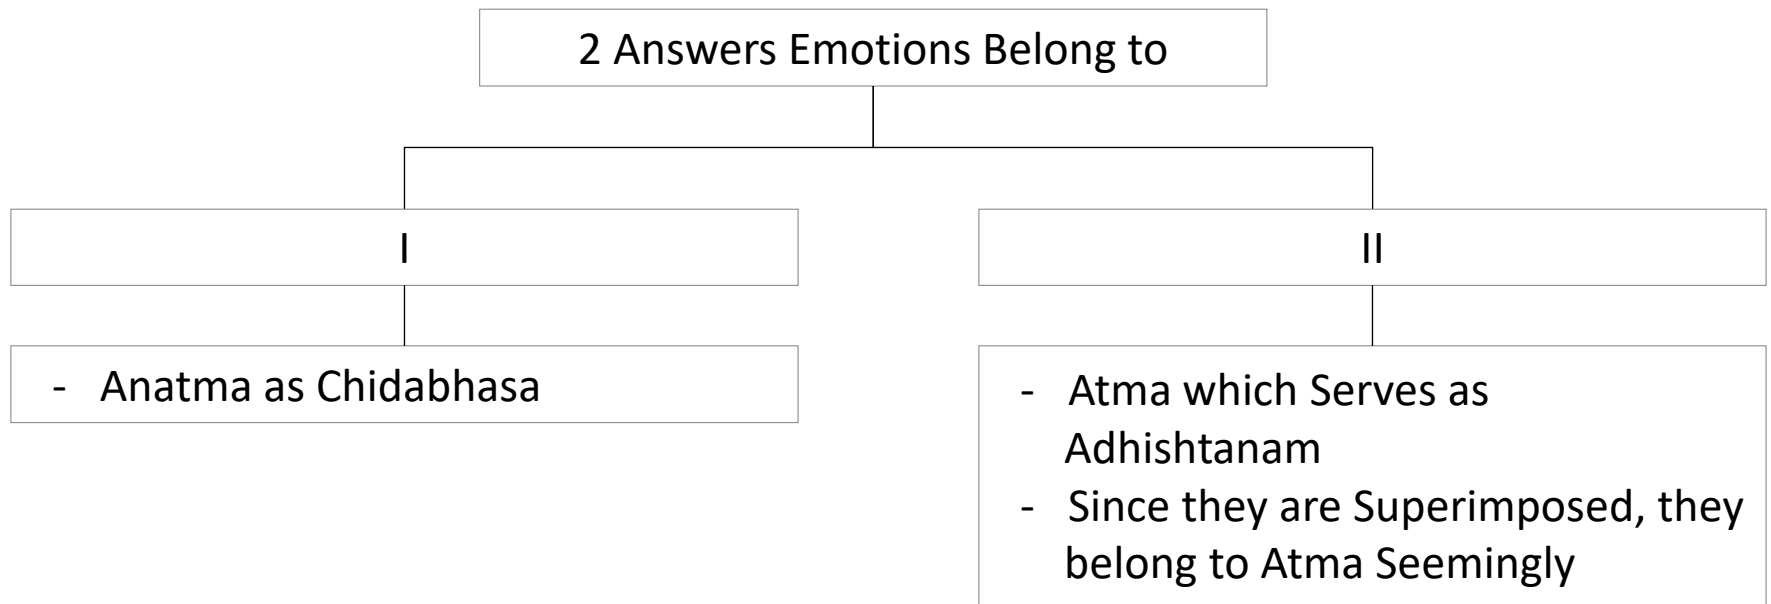 2 Answers Emotions Belong to
I
II
- Anatma as Chidabhasa
- Atma which Serves as
Adhishtanam
- Since they are Superimposed, they
belong to Atma Seemingly